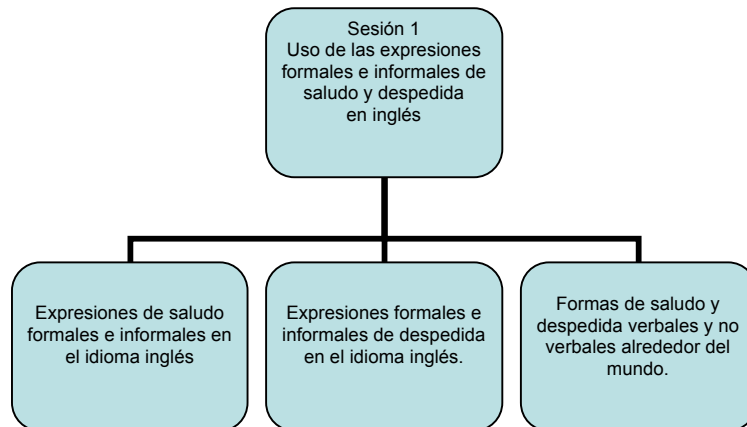 Sesión 1
Uso de las expresiones
formales e informales de
saludo y despedida
en inglés
Expresiones de saludo
formales e informales en
el idioma inglés
Expresiones formales e
informales de despedida
en el idioma inglés.
Formas de saludo y
despedida verbales y no
verbales alrededor del
mundo.